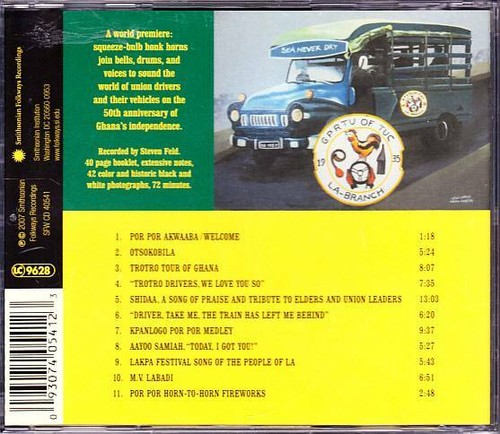 A world premiere:
squeeze-bulb honk horns
join bells, drums, and
voices to sound the
world of union drivers
and their vehicles on the
50th anniversary of
Ghana's independence.
Recorded by Steven Feld.
40 page booklet, extensive notes,
42 color and historic black and
white photographs, 72 minutes.
SEA NEVER DRY
G.P.R.T.U OF TUC
19 35
LA-BRANCH
Smithsonian Folkways Recordings
Smithsonian Institution
Washington DC 20560-0953
www.folkways.si.edu
℗ © 2007 Smithsonian
Folkways Recordings
SFW CD 40541
LC 9628
0 93074 05412 3
1. POR POR AKWAABA / WELCOME 1:18
2. OTSOKOBILA 5:24
3. TROTRO TOUR OF GHANA 8:07
4. "TROTRO DRIVERS, WE LOVE YOU SO" 7:35
5. SHIDAA, A SONG OF PRAISE AND TRIBUTE TO ELDERS AND UNION LEADERS 13:03
6. "DRIVER, TAKE ME, THE TRAIN HAS LEFT ME BEHIND" 6:20
7. KPANLOGO POR POR MEDLEY 9:37
8. AAYOO SAMIAH, "TODAY, I GOT YOU!" 5:27
9. LAKPA FESTIVAL SONG OF THE PEOPLE OF LA 5:43
10. M.V. LABADI 6:51
11. POR POR HORN-TO-HORN FIREWORKS 2:48